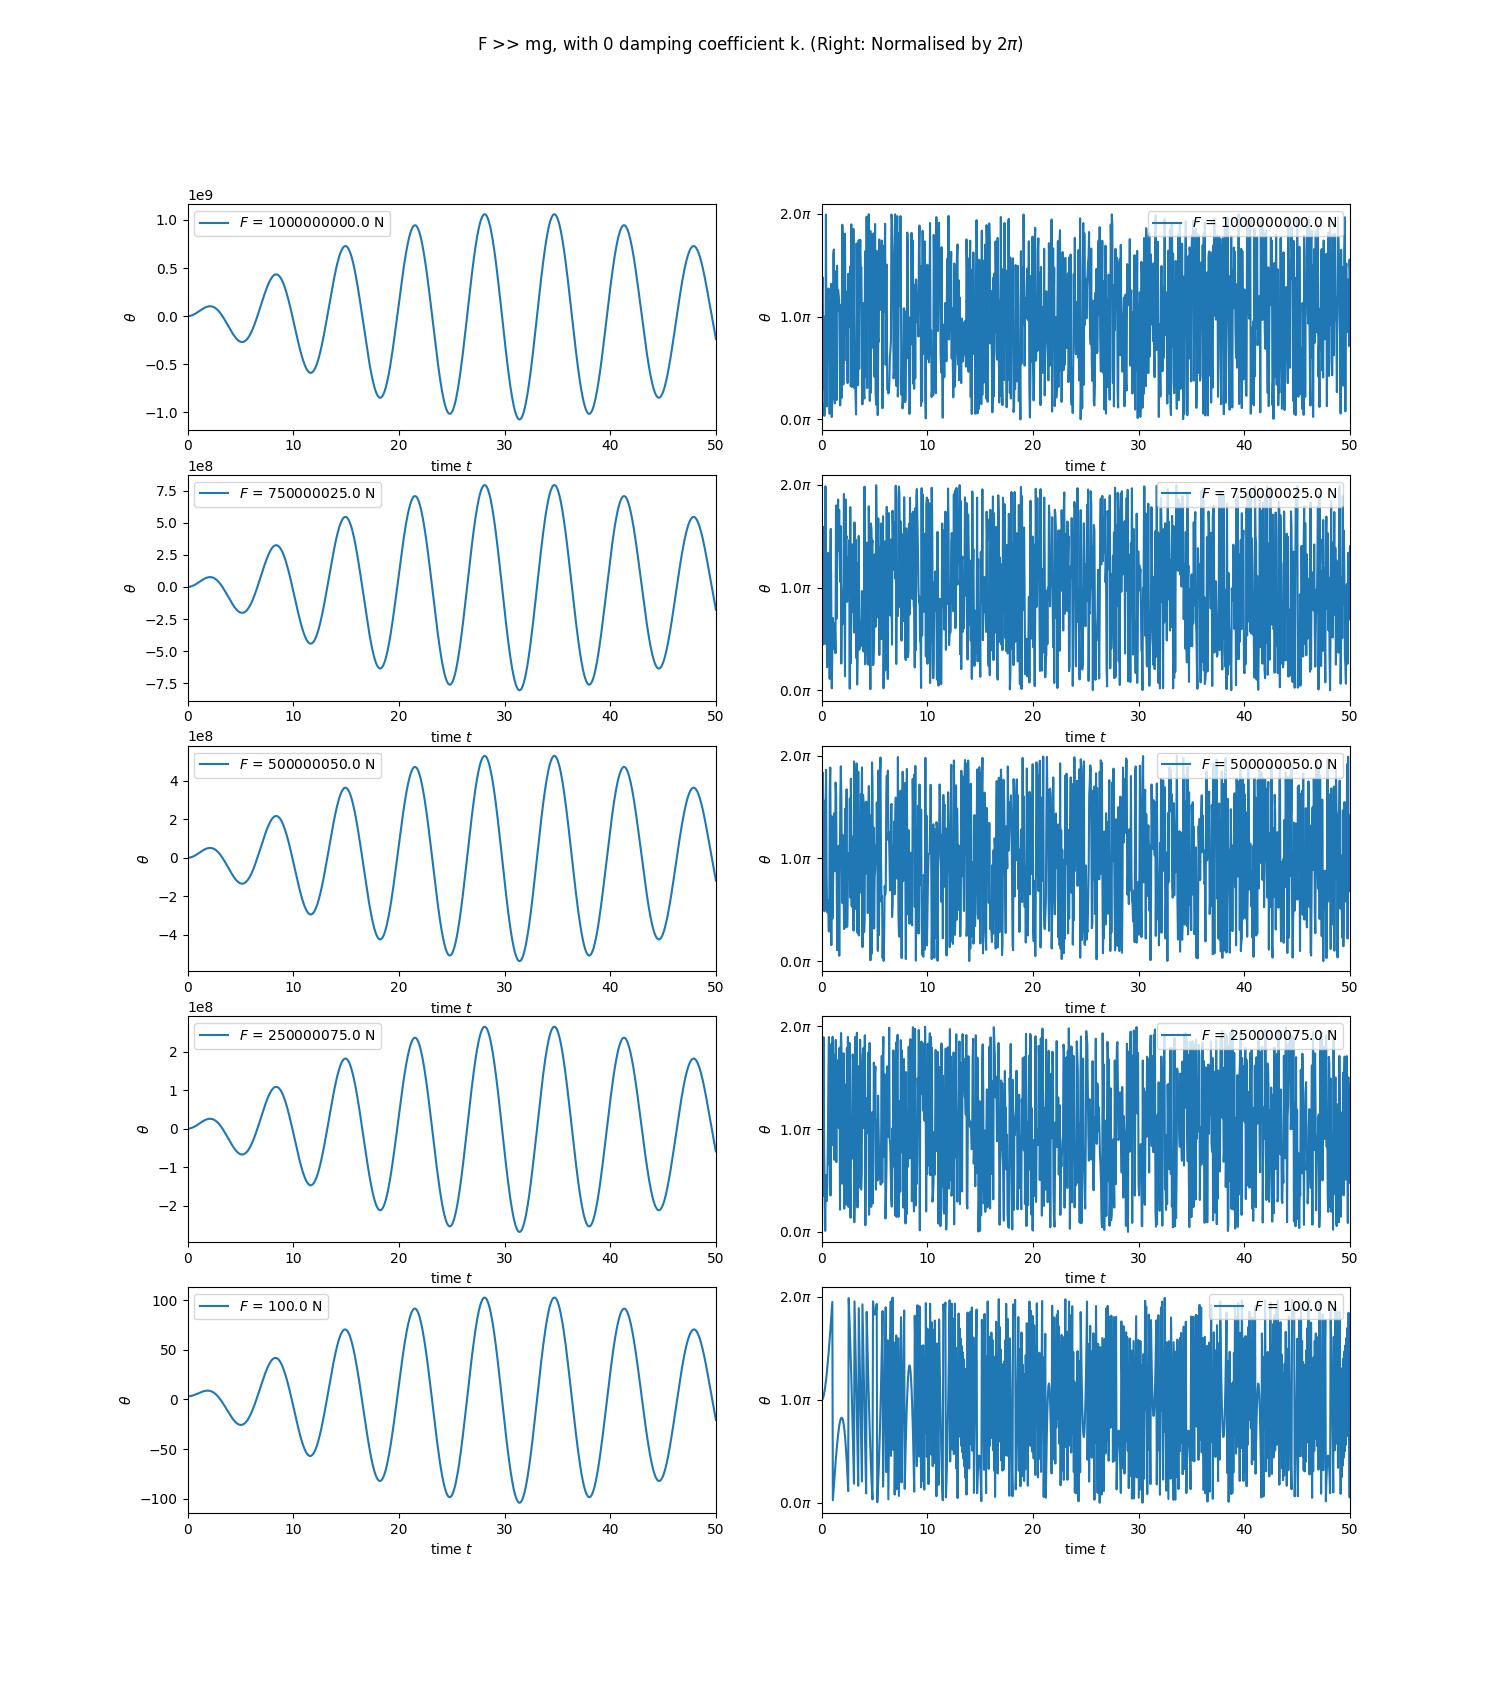 F >> mg, with 0 damping coefficient k. (Right: Normalised by 2π)
1e9
F = 1000000000.0 N
θ
1.0
0.5
0.0
−0.5
−1.0
0 10 20 30 40 50
time t
F = 1000000000.0 N
θ
2.0π
1.0π
0.0π
0 10 20 30 40 50
time t
1e8
F = 750000025.0 N
θ
7.5
5.0
2.5
0.0
−2.5
−5.0
−7.5
0 10 20 30 40 50
time t
F = 750000025.0 N
θ
2.0π
1.0π
0.0π
0 10 20 30 40 50
time t
1e8
F = 500000050.0 N
θ
4
2
0
−2
−4
0 10 20 30 40 50
time t
F = 500000050.0 N
θ
2.0π
1.0π
0.0π
0 10 20 30 40 50
time t
1e8
F = 250000075.0 N
θ
2
1
0
−1
−2
0 10 20 30 40 50
time t
F = 250000075.0 N
θ
2.0π
1.0π
0.0π
0 10 20 30 40 50
time t
F = 100.0 N
θ
100
50
0
−50
−100
0 10 20 30 40 50
time t
F = 100.0 N
θ
2.0π
1.0π
0.0π
0 10 20 30 40 50
time t